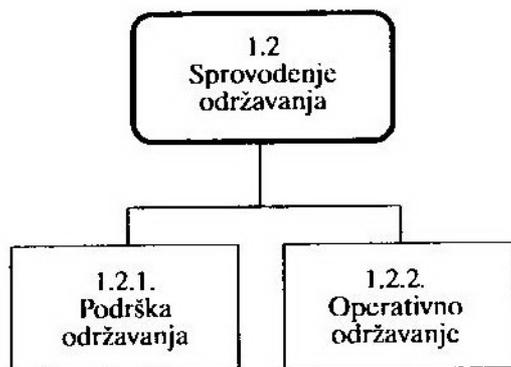 1.2
Sprovođenje
održavanja
1.2.1.
Podrška
održavanja
1.2.2.
Operativno
održavanje